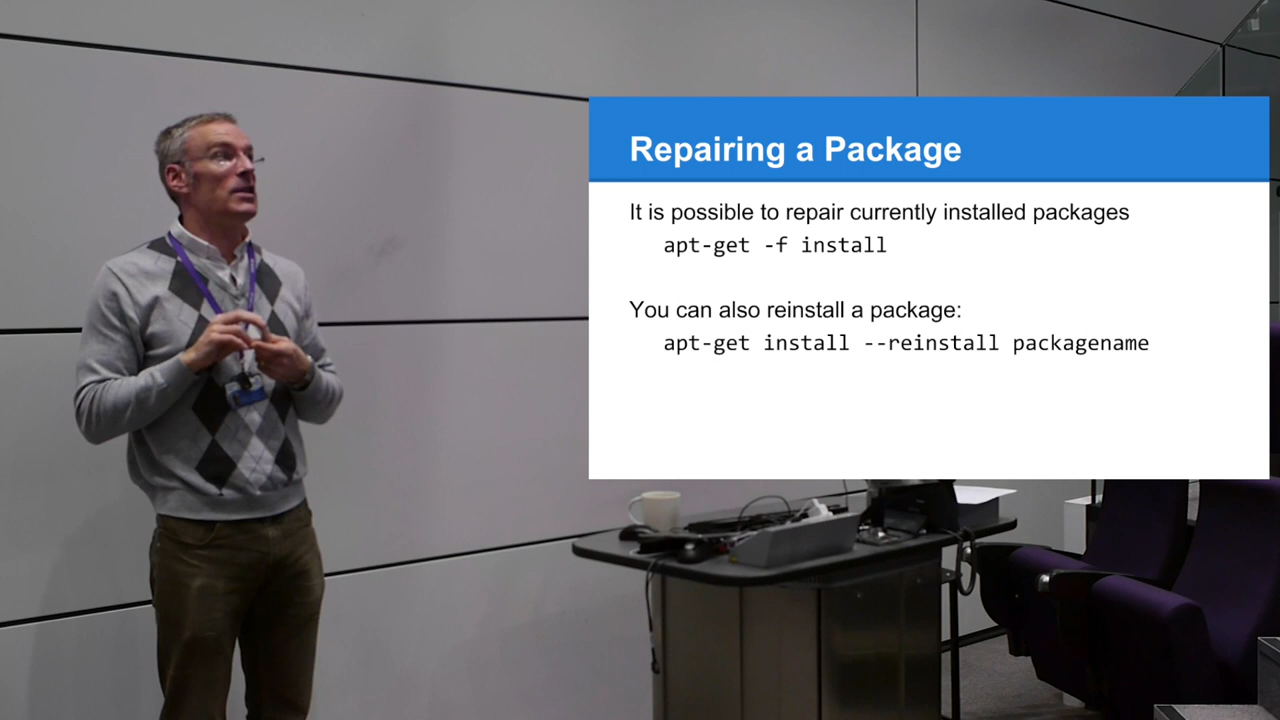 Repairing a Package
It is possible to repair currently installed packages
apt-get -f install
You can also reinstall a package:
apt-get install --reinstall packagename